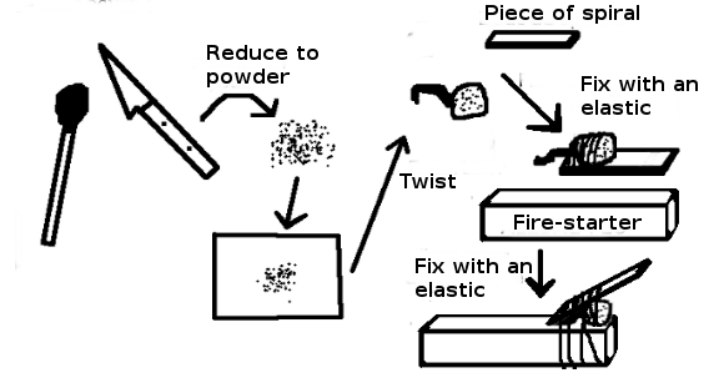 Piece of spiral
Reduce to
powder
Fix with an
elastic
Twist
Fire-starter
Fix with an
elastic